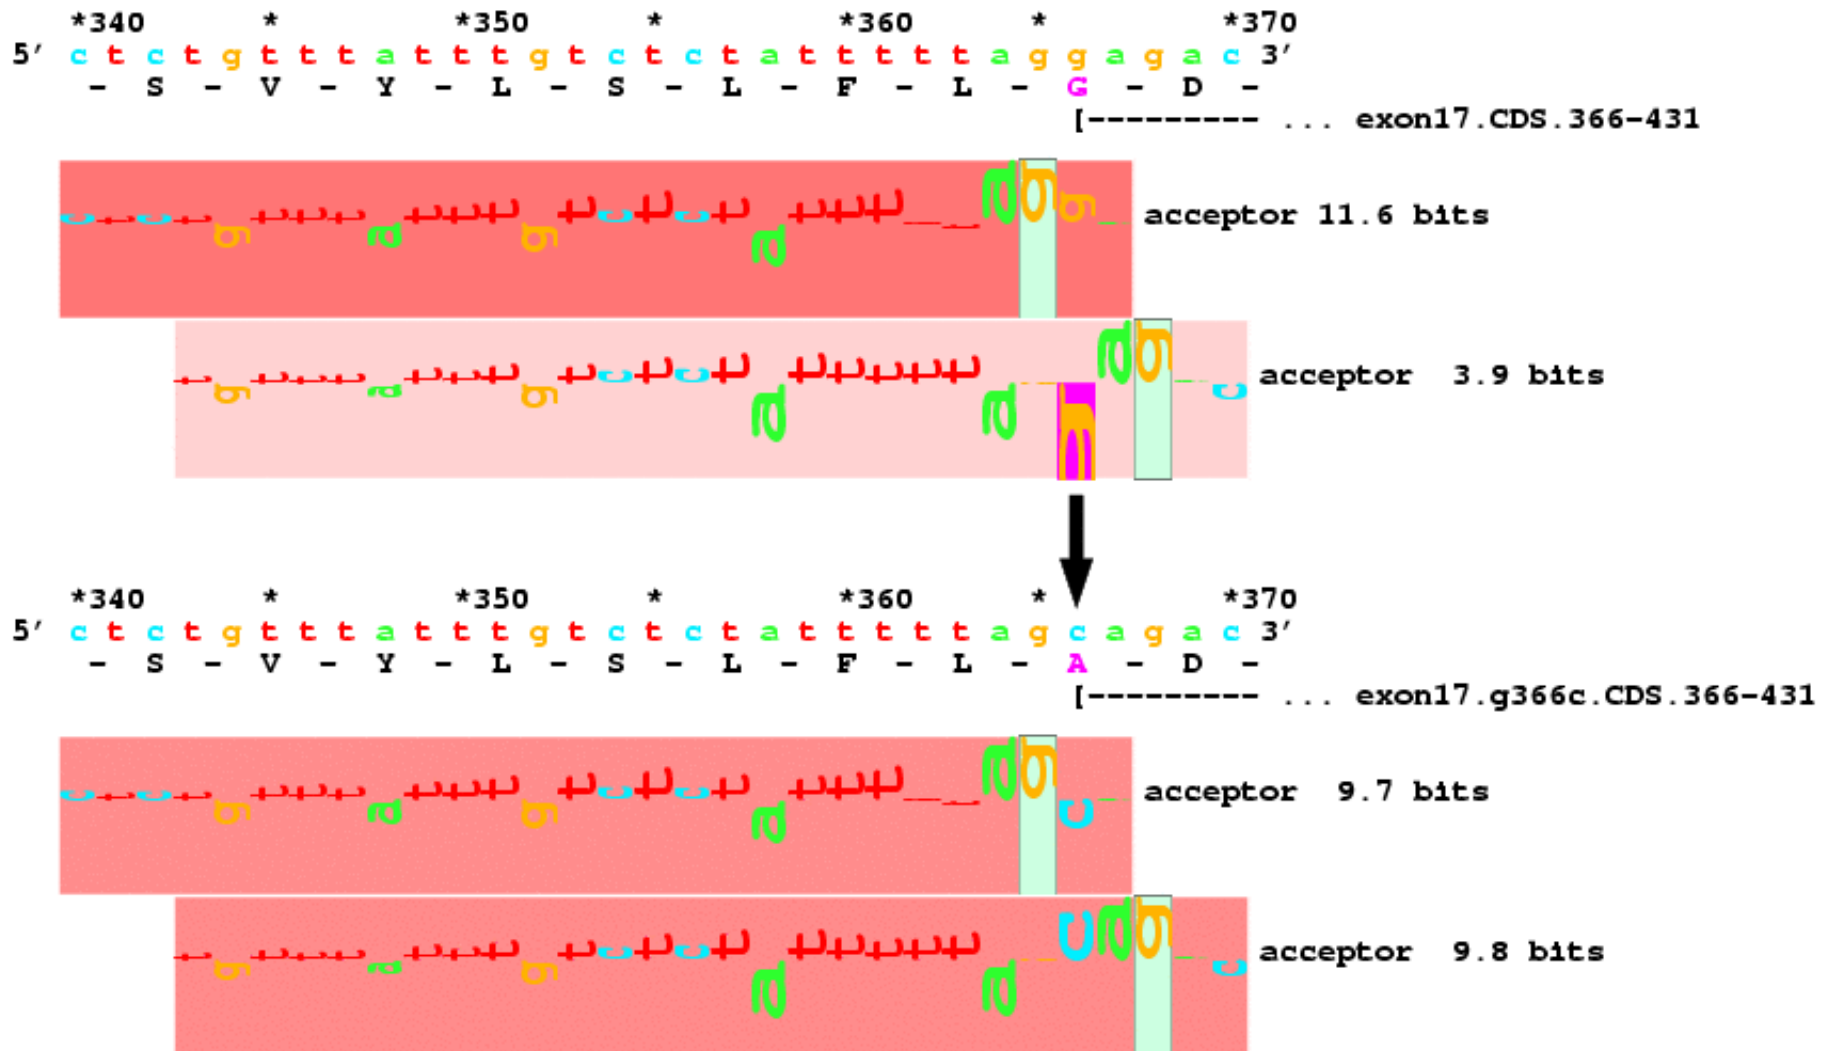 *340 * *350 * *360 * *370
5′ c t c t g t t t a t t t g t c t c t a t t t t t a g g a g a c 3′
- S - V - Y - L - S - L - F - L - G - D -
[--------- ... exon17.CDS.366-431
c t c t g t t t a t t t g t c t c t a t t t t t a g g a acceptor 11.6 bits
t g t t t a t t t g t c t c t a t t t t t a g g a g a c acceptor 3.9 bits
*340 * *350 * *360 * *370
5′ c t c t g t t t a t t t g t c t c t a t t t t t a g c a g a c 3′
- S - V - Y - L - S - L - F - L - A - D -
[--------- ... exon17.g366c.CDS.366-431
c t c t g t t t a t t t g t c t c t a t t t t t a g c a acceptor 9.7 bits
t g t t t a t t t g t c t c t a t t t t t a g c a g a c acceptor 9.8 bits